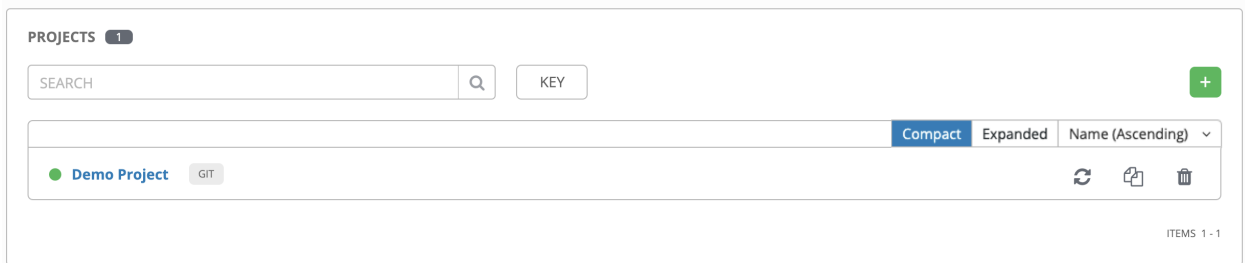 PROJECTS 1
SEARCH KEY +
Compact Expanded Name (Ascending)
Demo Project GIT
ITEMS 1 - 1